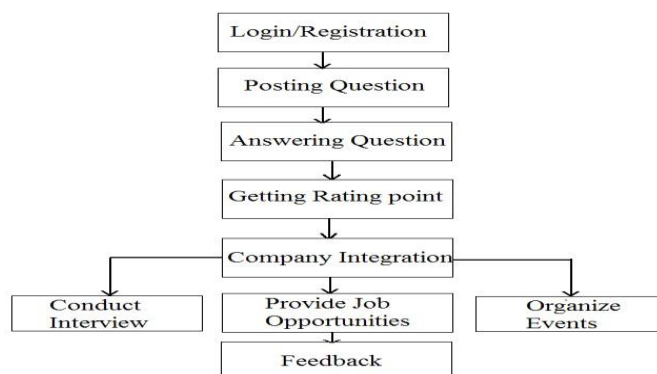 Login/Registration
Posting Question
Answering Question
Getting Rating point
Company Integration
Conduct
Interview
Provide Job
Opportunities
Organize
Events
Feedback